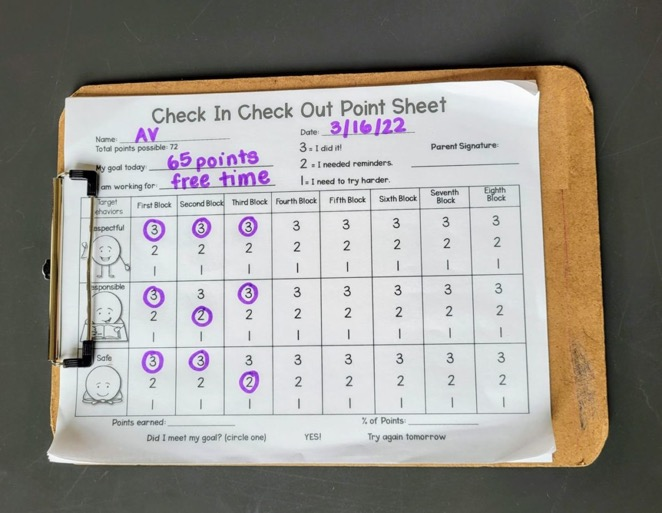 Check In Check Out Point Sheet
Name: AV Date: 3/16/22
Total points possible: 72 3 = I did it! Parent Signature:
My goal today: 65 points 2 = I needed reminders.
am working for: free time 1 = I need to try harder.
Target Behaviors First Block Second Block Third Block Fourth Block Fifth Block Sixth Block Seventh Block Eighth Block
espectful 3 3 3 3 3 3 3 3
2 2 2 2 2 2 2 2
1 1 1 1 1 1 1 1
esponsible 3 3 3 3 3 3 3 3
2 2 2 2 2 2 2 2
1 1 1 1 1 1 1 1
Safe 3 3 3 3 3 3 3 3
2 2 2 2 2 2 2 2
1 1 1 1 1 1 1 1
Points earned: % of Points:
Did I meet my goal? (circle one) YES! Try again tomorrow